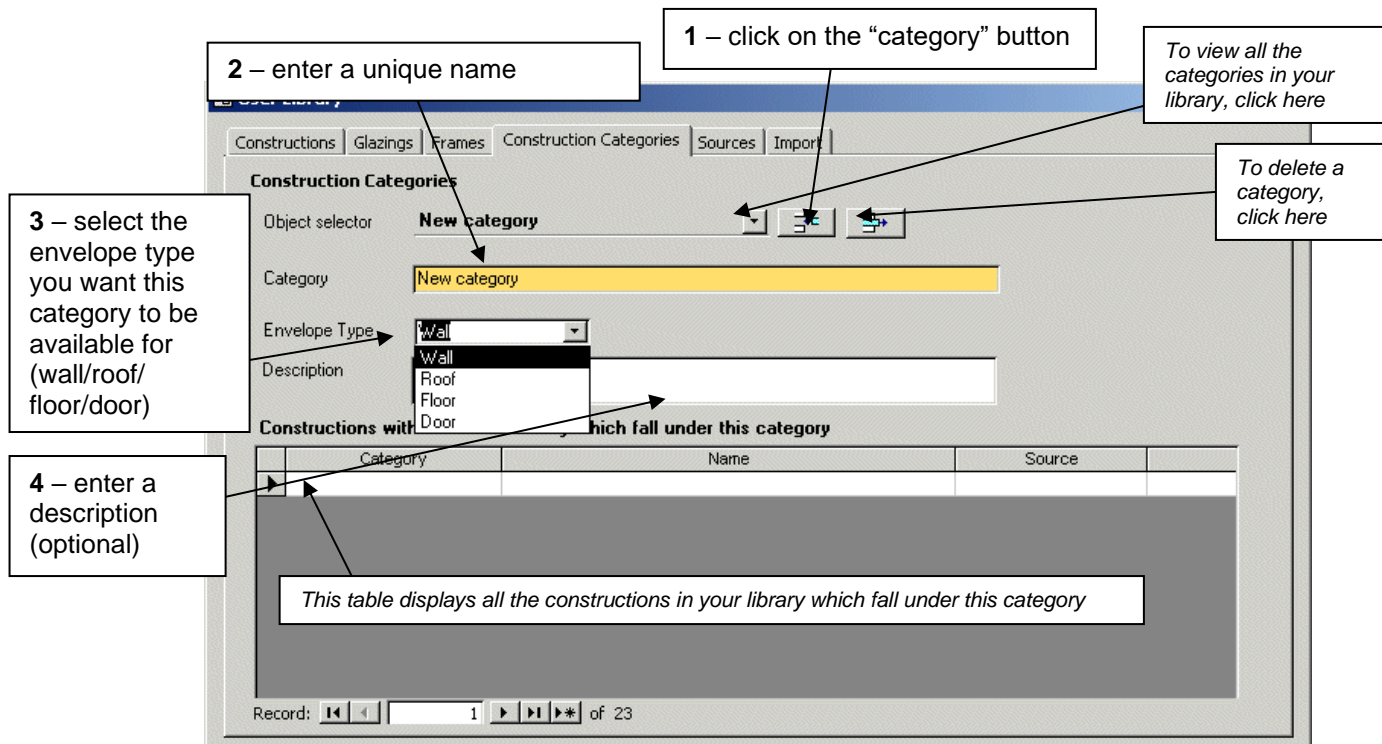 1 – click on the “category” button
2 – enter a unique name
To view all the
categories in your
library, click here
Constructions Glazings Frames Construction Categories Sources Import
Construction Categories
To delete a
category,
click here
3 – select the
envelope type
you want this
category to be
available for
(wall/roof/
floor/door)
Object selector New category
Category New category
Envelope Type Wall
Wall
Roof
Floor
Door
Description
Constructions which fall under this category
Category Name Source
4 – enter a
description
(optional)
This table displays all the constructions in your library which fall under this category
Record: 1 of 23